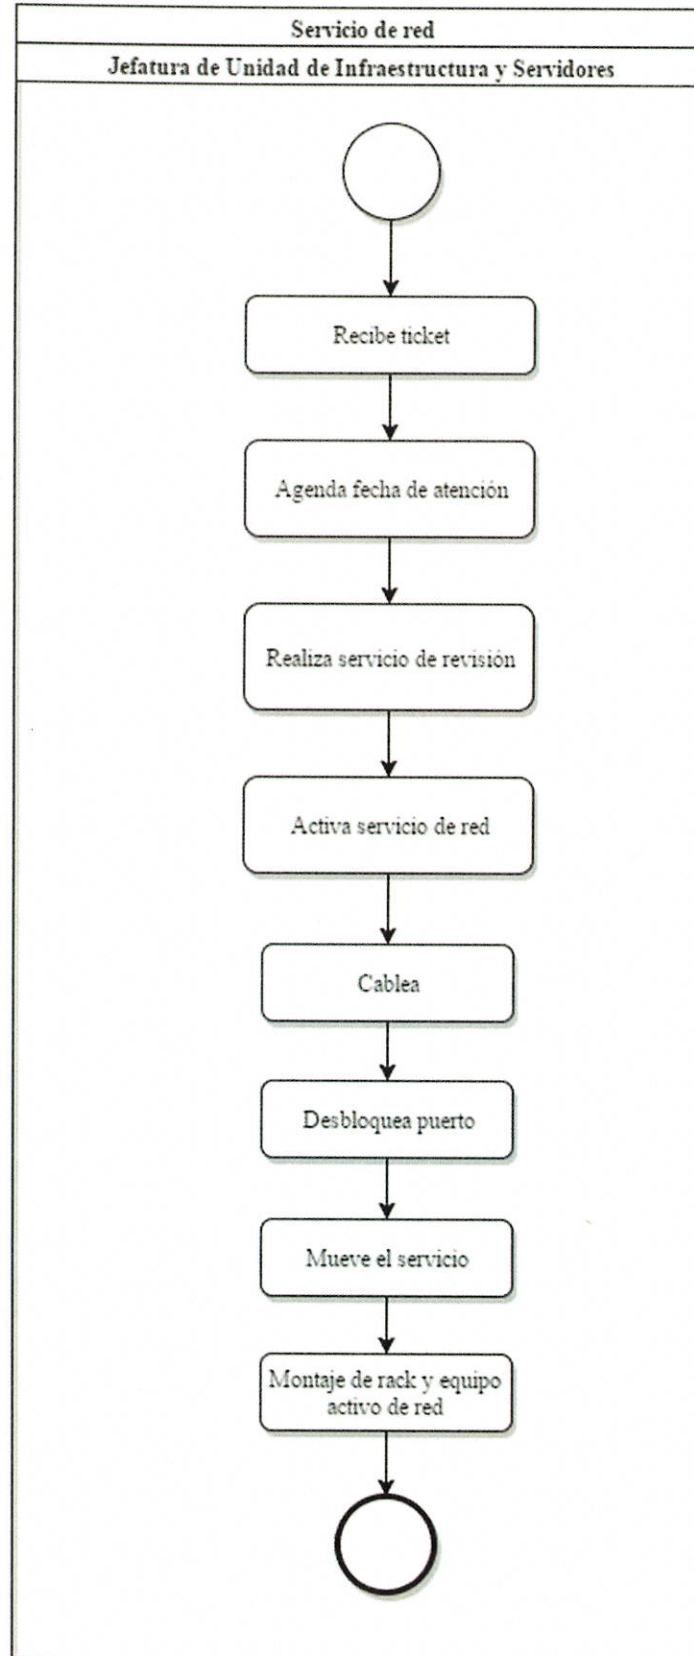 Servicio de red
Jefatura de Unidad de Infraestructura y Servidores
Recibe ticket
Agenda fecha de atención
Realiza servicio de revisión
Activa servicio de red
Cablea
Desbloquea puerto
Mueve el servicio
Montaje de rack y equipo
activo de red